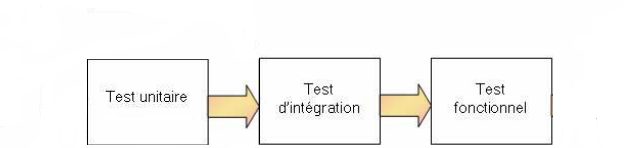 Test unitaire
Test
d'intégration
Test
fonctionnel